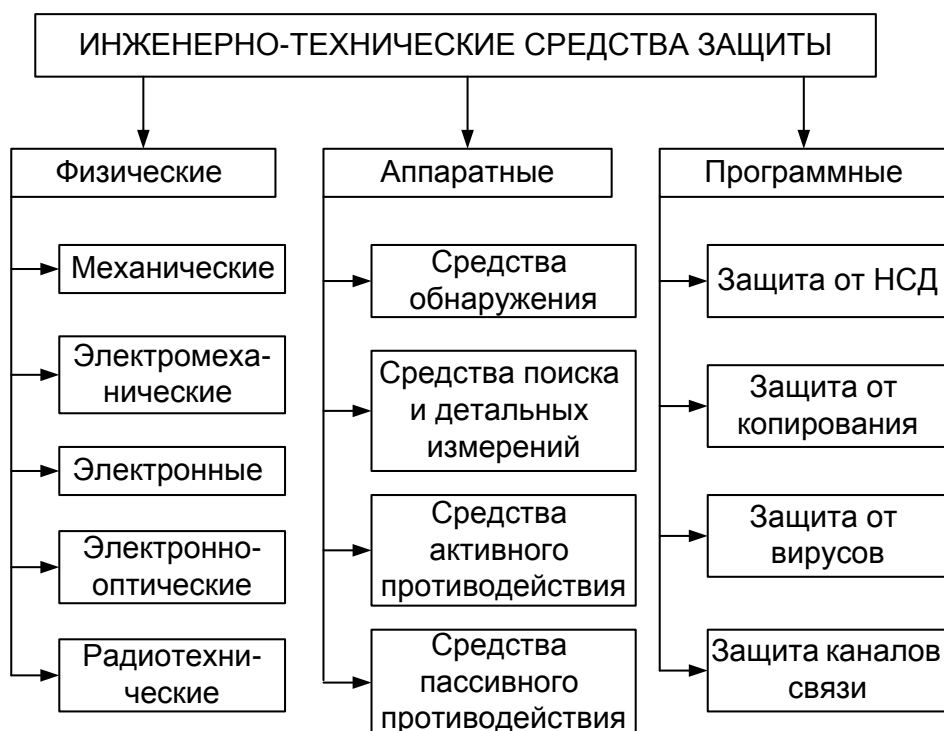 ИНЖЕНЕРНО-ТЕХНИЧЕСКИЕ СРЕДСТВА ЗАЩИТЫ
Физические
Механические
Электромеха-
нические
Электронные
Электронно-
оптические
Радиотехни-
ческие
Аппаратные
Средства
обнаружения
Средства поиска
и детальных
измерений
Средства
активного
противодействия
Средства
пассивного
противодействия
Программные
Защита от НСД
Защита от
копирования
Защита от
вирусов
Защита каналов
связи